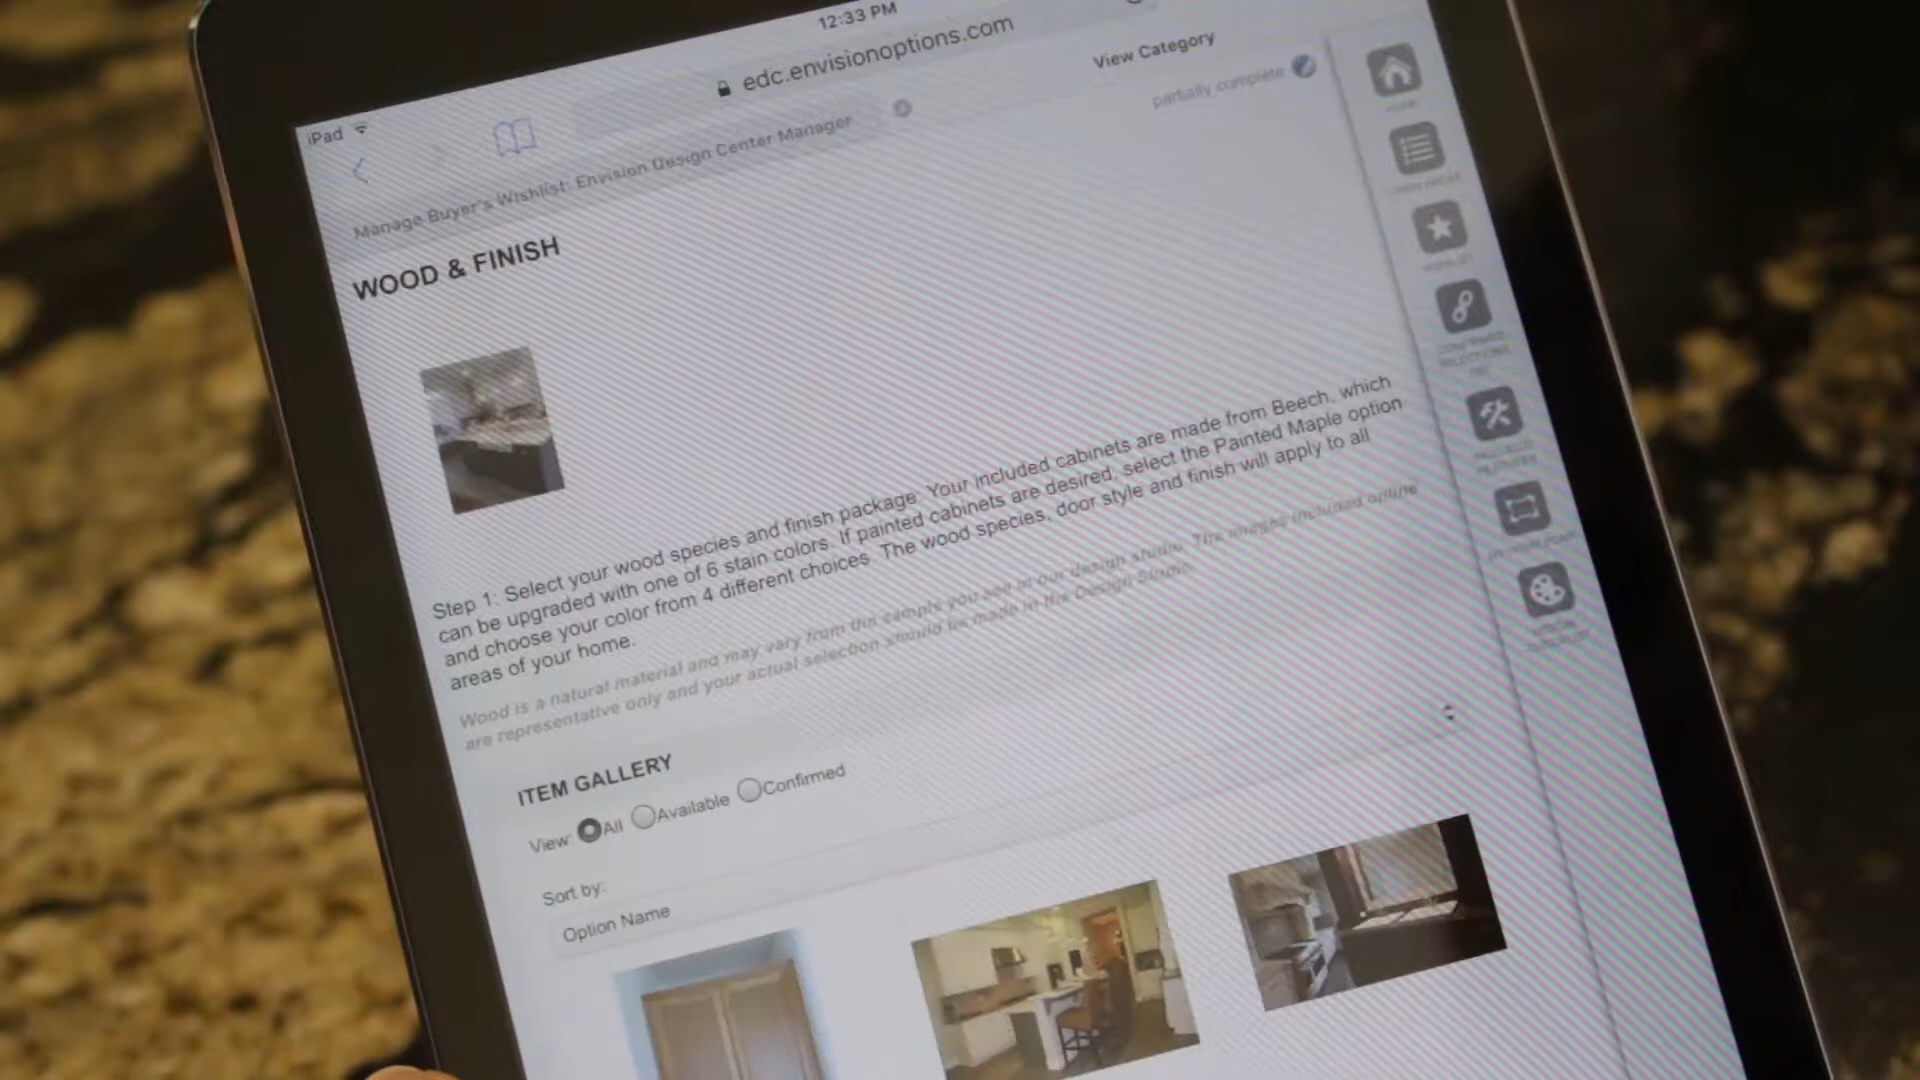 iPad
12:33 PM
edc.envisionoptions.com
Manage Buyer's Wishlist: Envision Design Center Manager
View Category
partially complete
WOOD & FINISH
Step 1: Select your wood species and finish package. Your included cabinets are made from Beech, which
can be upgraded with one of 6 stain colors. If painted cabinets are desired, select the Painted Maple option
and choose your color from 4 different choices. The wood species, door style and finish will apply to all
areas of your home.
Wood is a natural material and may vary from the sample you see in our design studio. The images included online
are representative only and your actual selection should be made in the Design Studio.
ITEM GALLERY
View: All Available Confirmed
Sort by:
Option Name
HOME